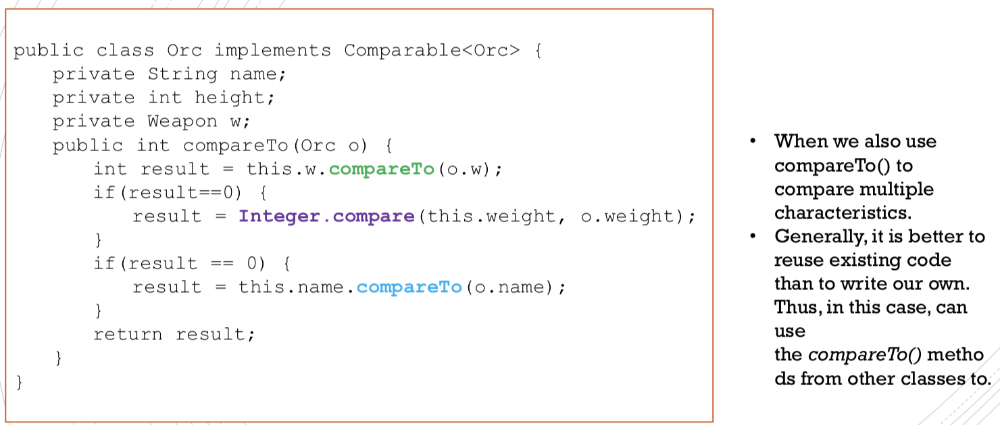 public class Orc implements Comparable<Orc> {
private String name;
private int height;
private Weapon w;
public int compareTo(Orc o) {
int result = this.w.compareTo(o.w);
if(result==0) {
result = Integer.compare(this.weight, o.weight);
}
if(result == 0) {
result = this.name.compareTo(o.name);
}
return result;
}
}
• When we also use
compareTo() to
compare multiple
characteristics.
• Generally, it is better to
reuse existing code
than to write our own.
Thus, in this case, can
use
the compareTo() metho
ds from other classes to.